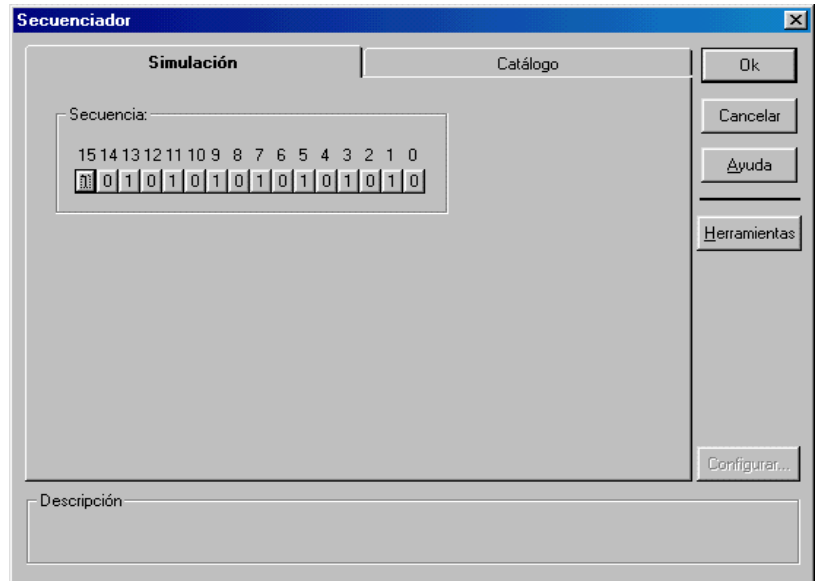 Secuenciador
Simulación
Catálogo
Ok
Secuencia:
Cancelar
15 14 13 12 11 10 9 8 7 6 5 4 3 2 1 0
1 0 1 0 1 0 1 0 1 0 1 0 1 0 1 0
Ayuda
Herramientas
Configurar...
Descripción